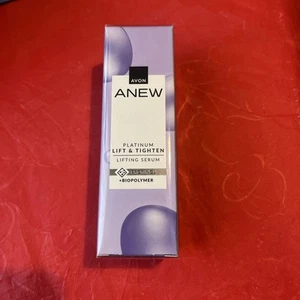 AVON
ANEW
PLATINUM
LIFT & TIGHTEN
LIFTING SERUM
+BIOPOLYMER